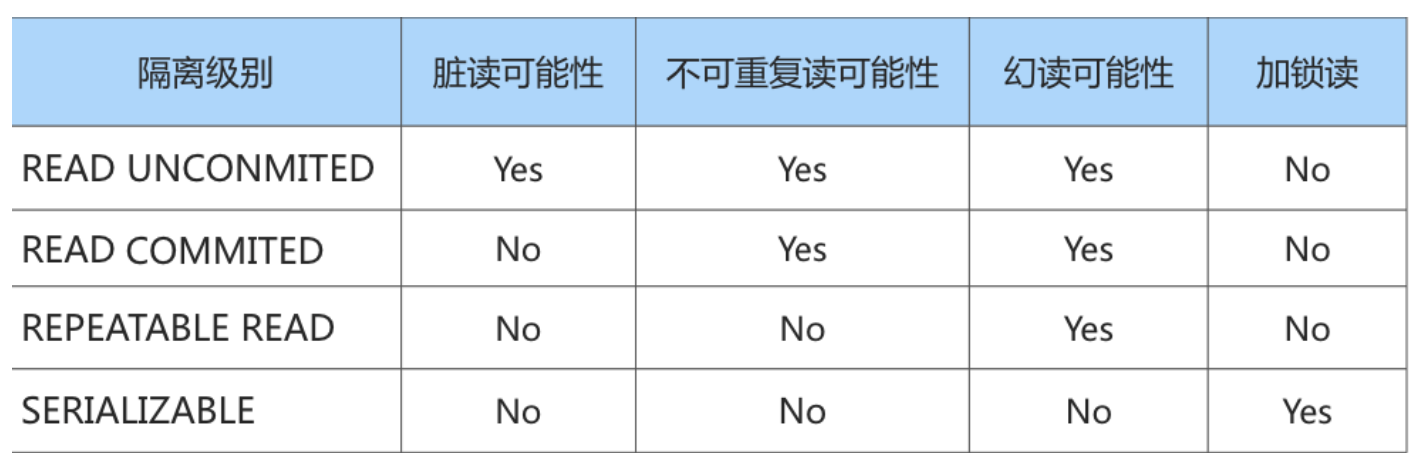 隔离级别 脏读可能性 不可重复读可能性 幻读可能性 加锁读
READ UNCONMITED Yes Yes Yes No
READ COMMITED No Yes Yes No
REPEATABLE READ No No Yes No
SERIALIZABLE No No No Yes